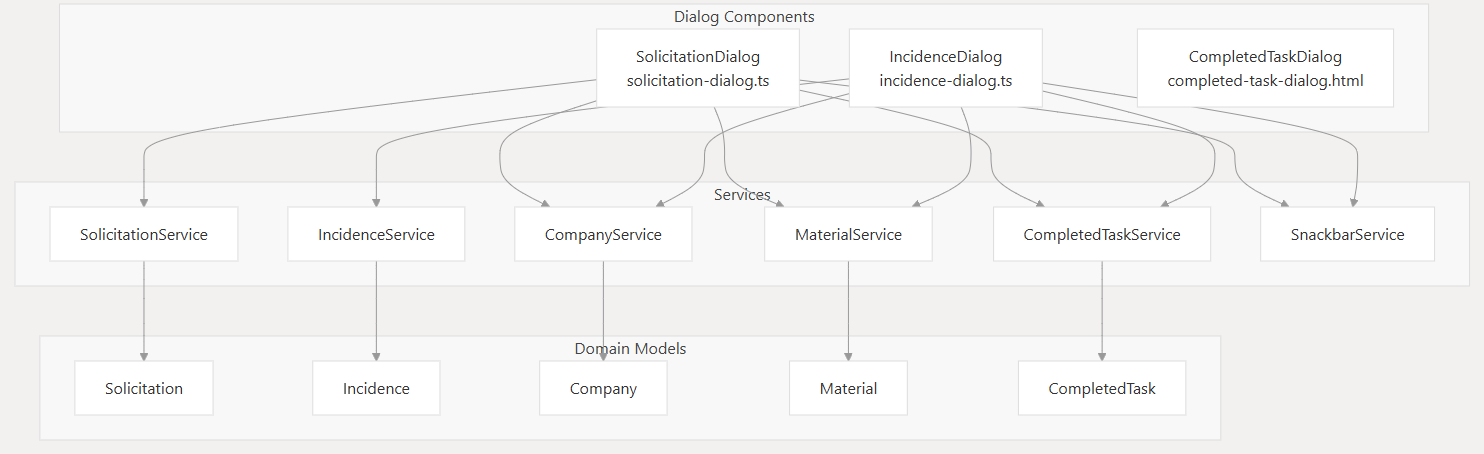 Dialog Components
SolicitationDialog
solicitation-dialog.ts
IncidenceDialog
incidence-dialog.ts
CompletedTaskDialog
completed-task-dialog.html
Services
SolicitationService
IncidenceService
CompanyService
MaterialService
CompletedTaskService
SnackbarService
Domain Models
Solicitation
Incidence
Company
Material
CompletedTask